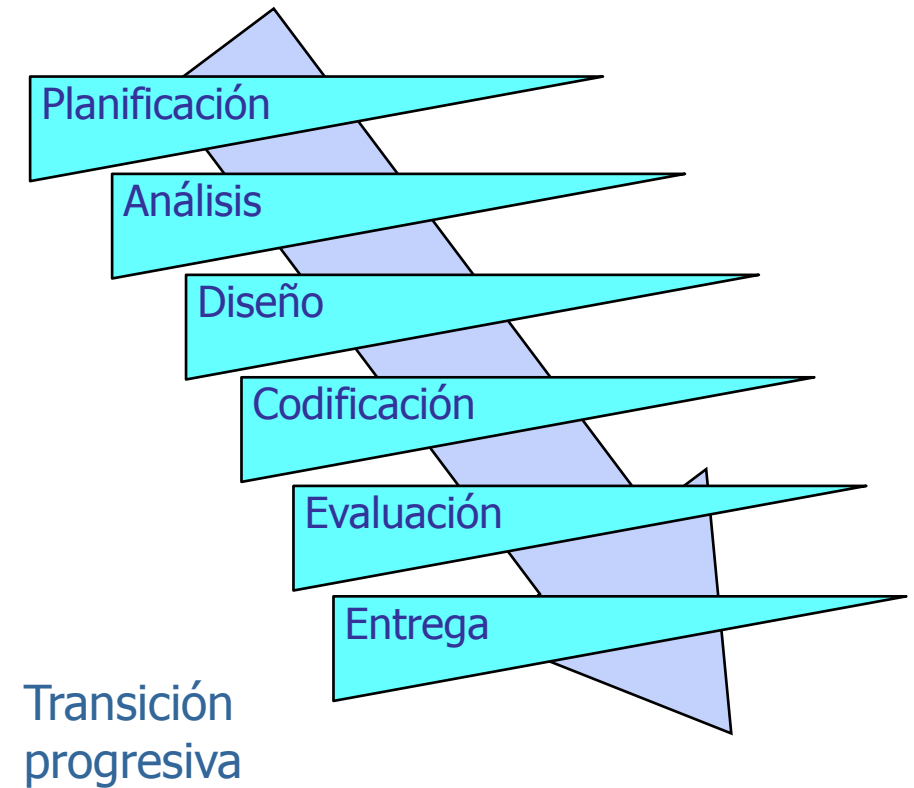 Planificación
Análisis
Diseño
Codificación
Evaluación
Entrega
Transición
progresiva